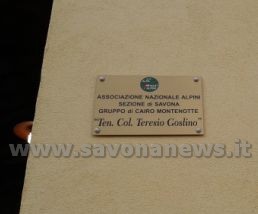 ASSOCIAZIONE NAZIONALE ALPINI
SEZIONE di SAVONA
GRUPPO di CAIRO MONTENOTTE
"Ten. Col. Teresio Goslino"
www.savonanews.it